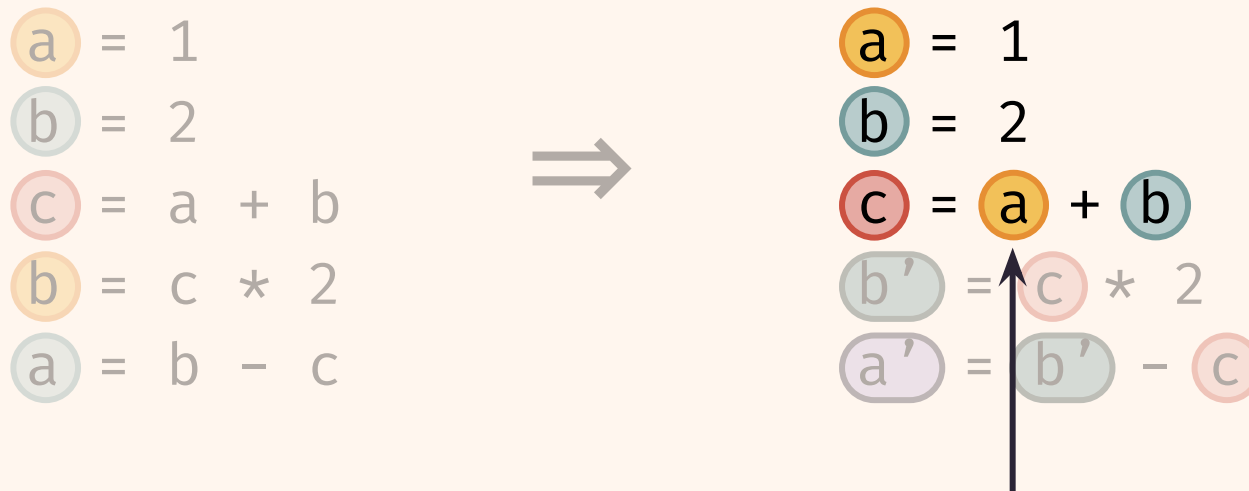 a = 1
b = 2
c = a + b
b = c * 2
a = b - c
⇒
a = 1
b = 2
c = a + b
b’ = c * 2
a’ = b’ - c